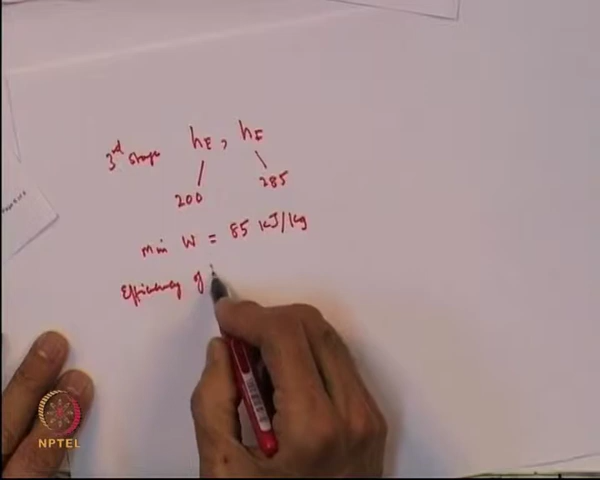 3rd stage hE, hF
200 285
Min W = 85 kJ/kg
Efficiency of
NPTEL